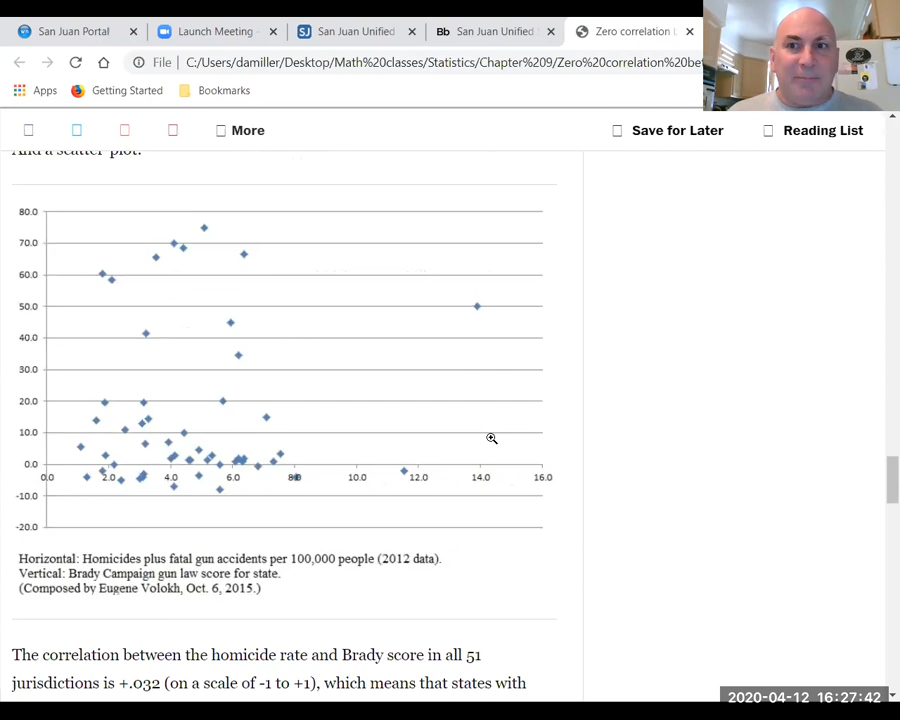 San Juan Portal
Launch Meeting -
SJ San Juan Unified
Bb San Juan Unified
Zero correlation
File C:/Users/damiller/Desktop/Math%20classes/Statistics/Chapter%209/Zero%20correlation%20be
Apps Getting Started Bookmarks
More Save for Later Reading List
And a scatter plot:
80.0
70.0
60.0
50.0
40.0
30.0
20.0
10.0
0.0
0.0 2.0 4.0 6.0 8.0 10.0 12.0 14.0 16.0
-10.0
-20.0
Horizontal: Homicides plus fatal gun accidents per 100,000 people (2012 data).
Vertical: Brady Campaign gun law score for state.
(Composed by Eugene Volokh, Oct. 6, 2015.)
The correlation between the homicide rate and Brady score in all 51
jurisdictions is +.032 (on a scale of -1 to +1), which means that states with
2020-04-12 16:27:42